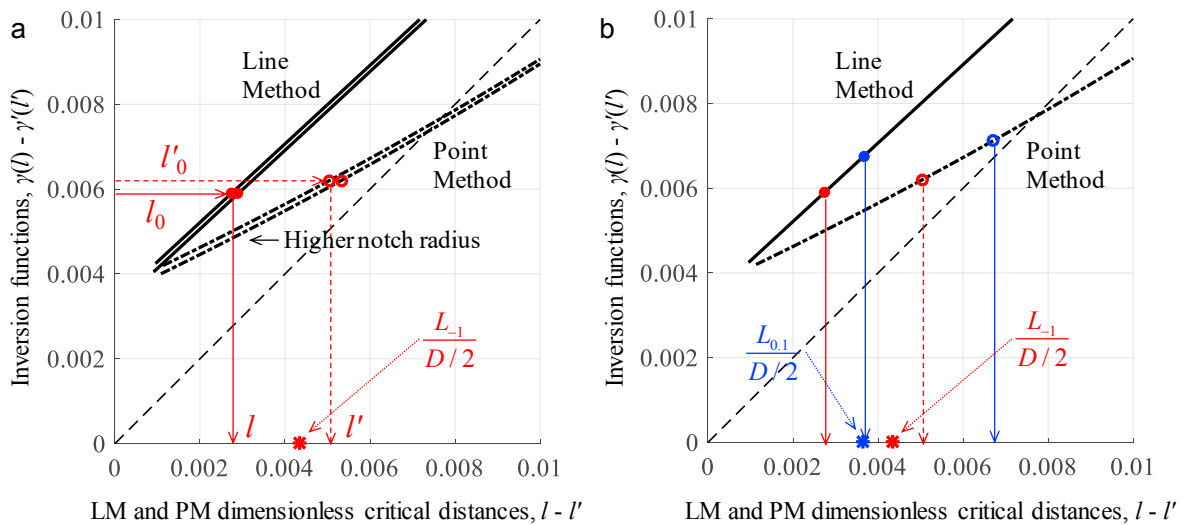 a
Inversion functions, γ(l) - γ′(l′)
0.01
0.008
0.006
0.004
0.002
0
Line
Method
Point
Method
l′₀
l₀
Higher notch radius
L₋₁
D / 2
l
l′
0
0.002
0.004
0.006
0.008
0.01
LM and PM dimensionless critical distances, l - l′
b
Inversion functions, γ(l) - γ′(l′)
0.01
0.008
0.006
0.004
0.002
0
Line
Method
Point
Method
L₀.₁
D / 2
L₋₁
D / 2
0
0.002
0.004
0.006
0.008
0.01
LM and PM dimensionless critical distances, l - l′